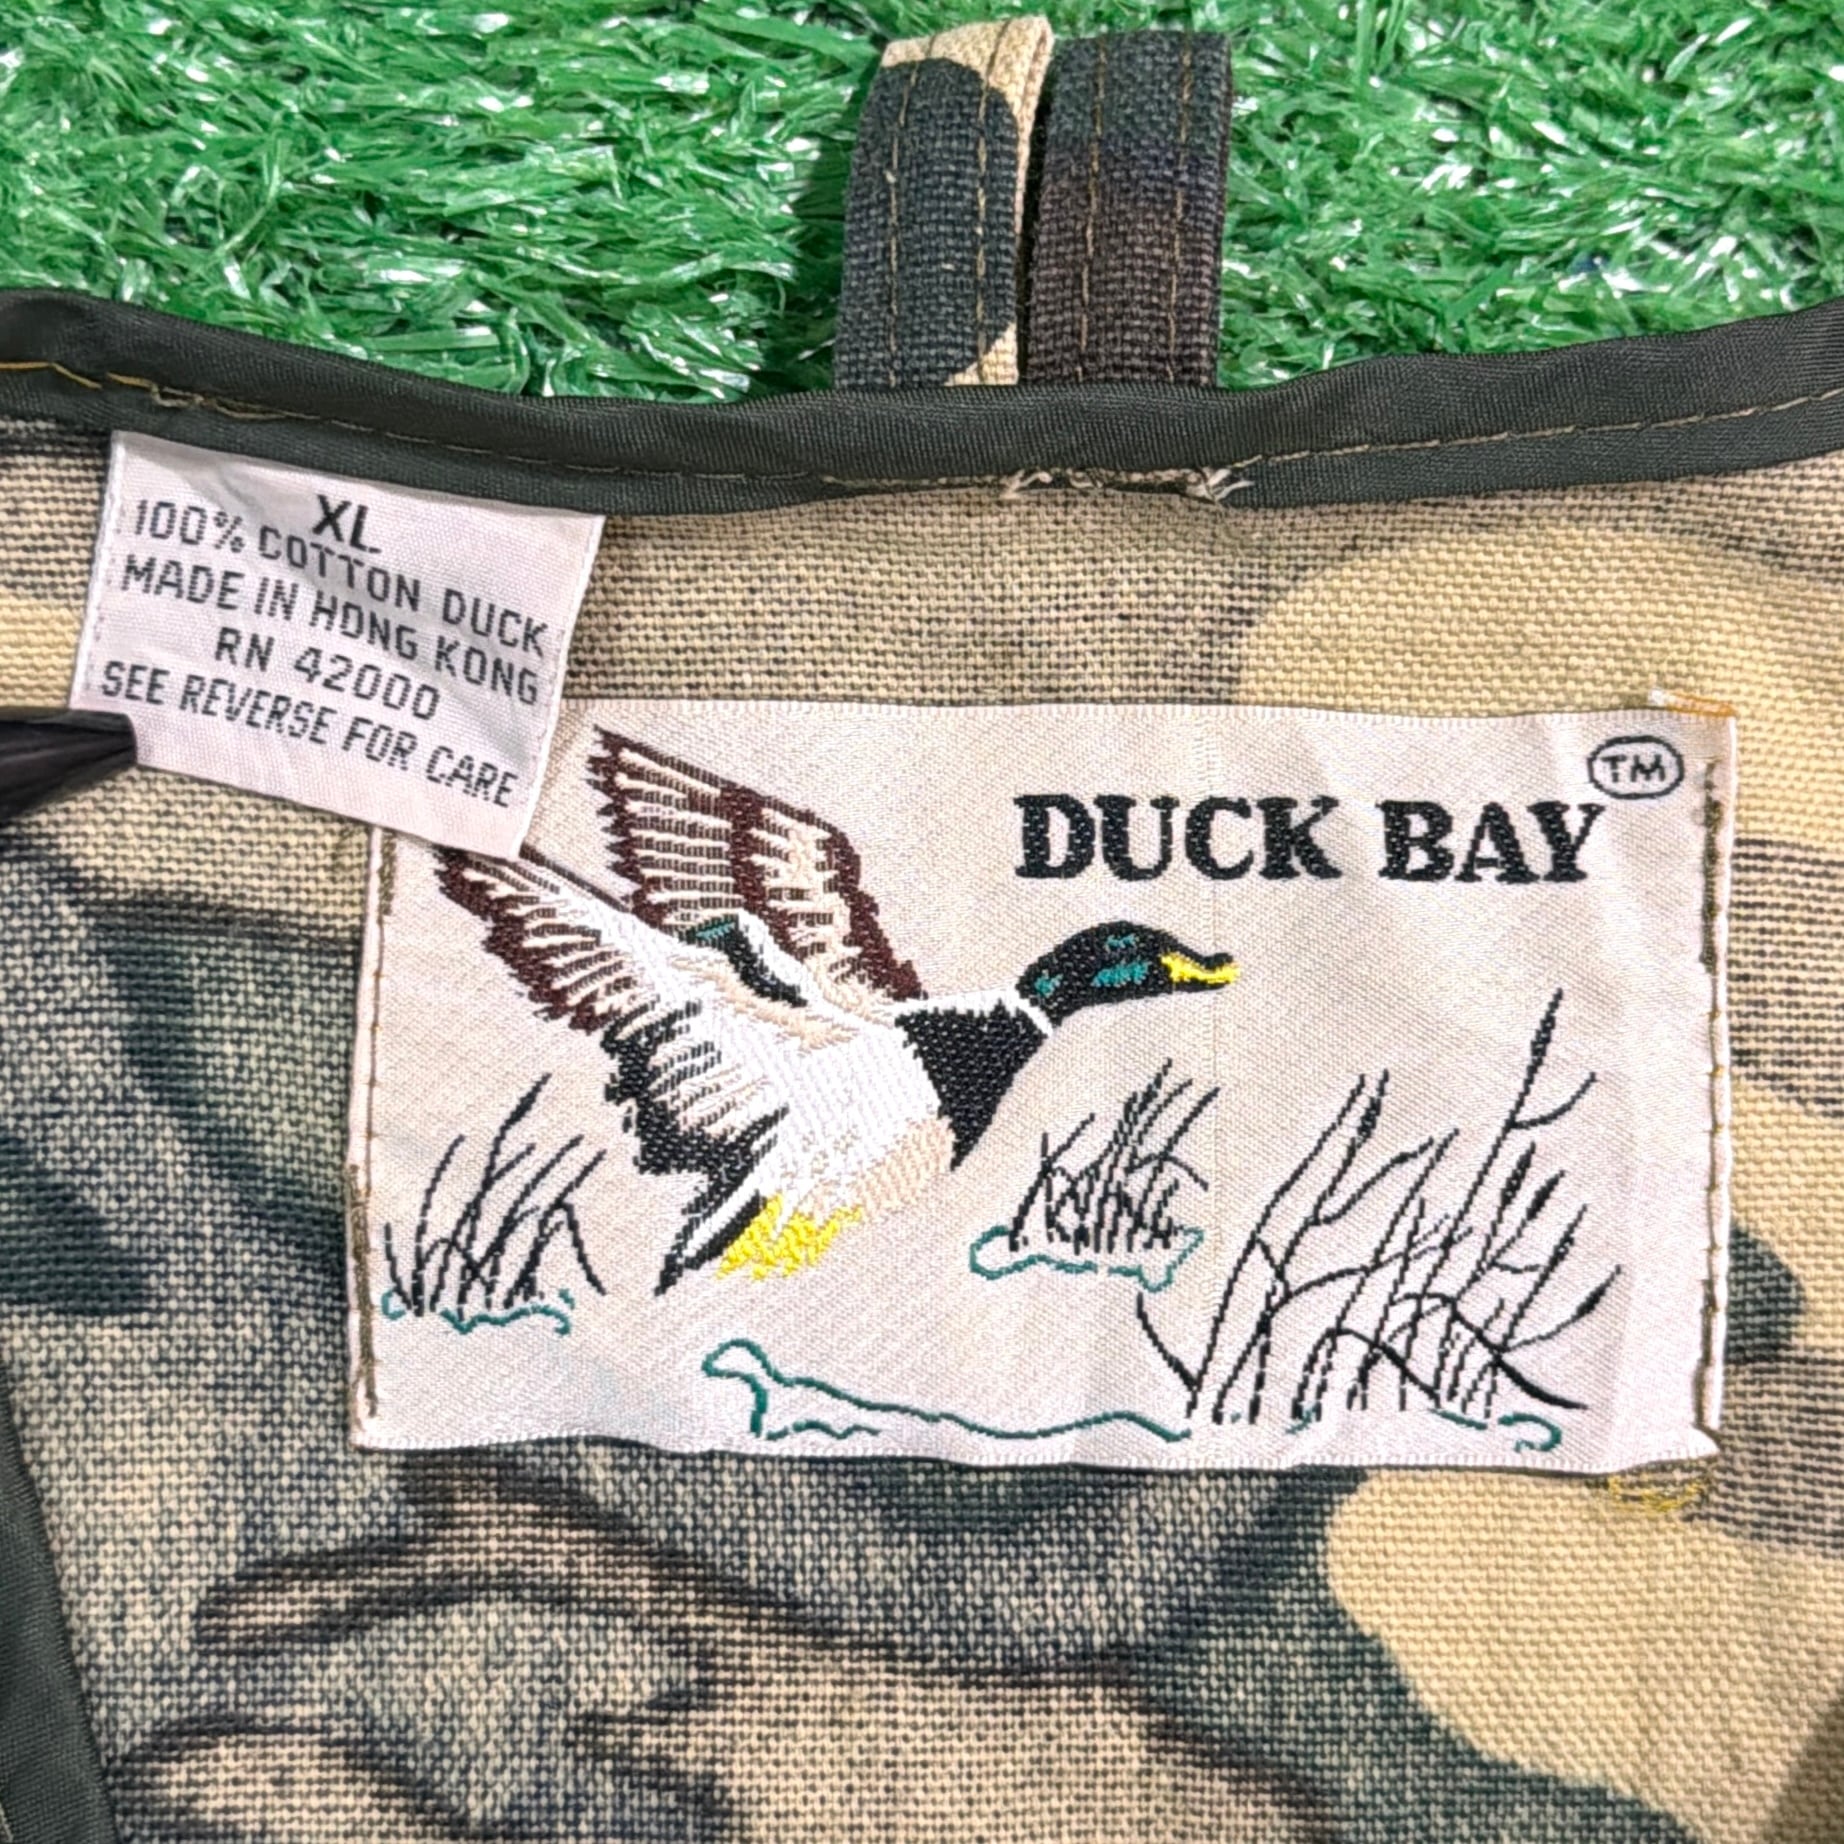 XL
100% COTTON DUCK
MADE IN HONG KONG
RN 42000
SEE REVERSE FOR CARE
DUCK BAY TM